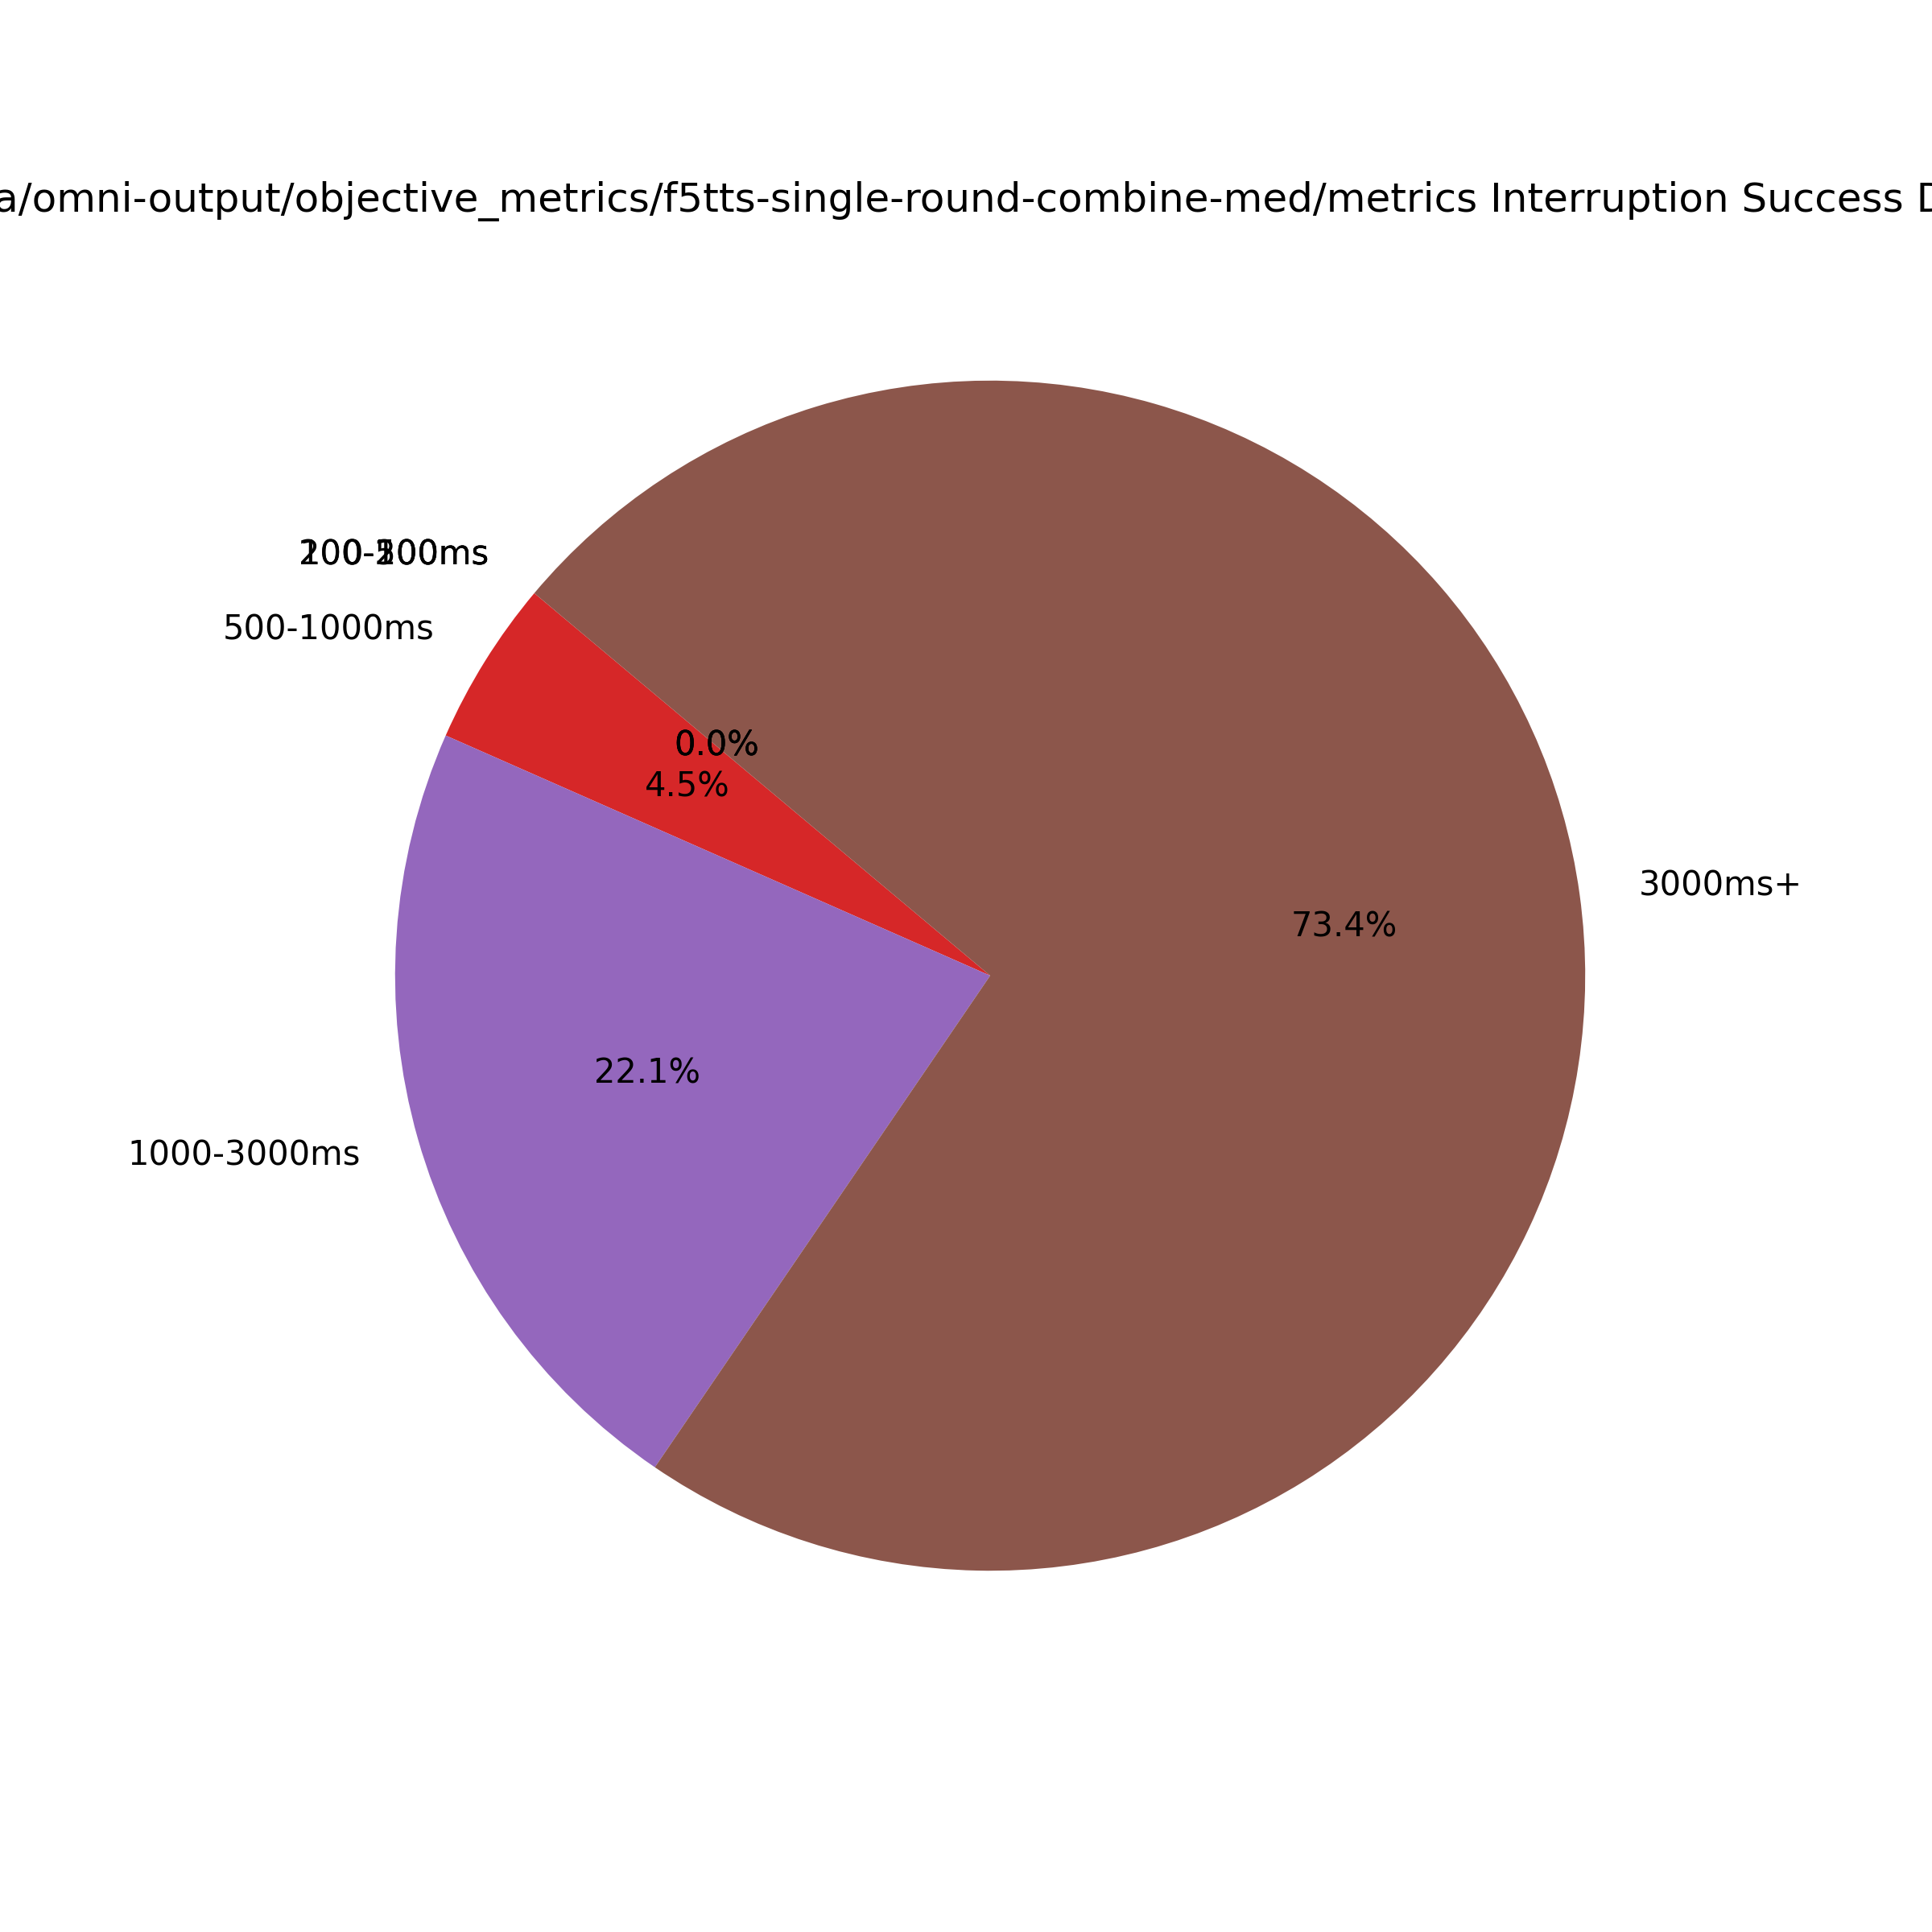 a/omni-output/objective_metrics/f5tts-single-round-combine-med/metrics Interruption Success D
500-1000ms
0.0%
4.5%
3000ms+
73.4%
22.1%
1000-3000ms